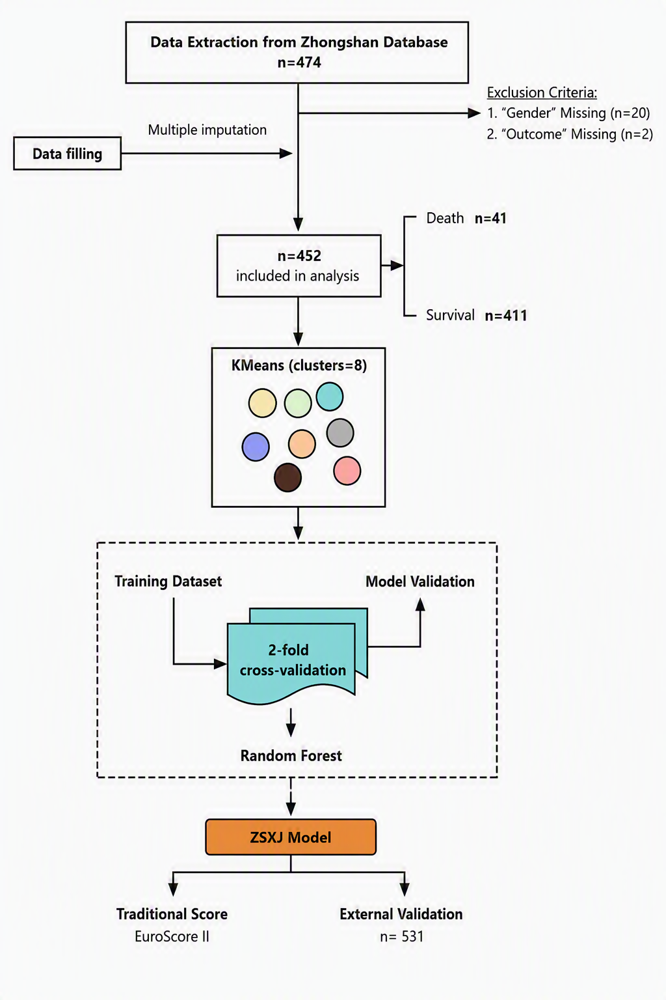 Data Extraction from Zhongshan Database
n=474
Exclusion Criteria:
1. “Gender” Missing (n=20)
2. “Outcome” Missing (n=2)
Multiple imputation
Data filling
Death n=41
n=452
included in analysis
Survival n=411
KMeans (clusters=8)
Training Dataset
Model Validation
2-fold
cross-validation
Random Forest
ZSXJ Model
Traditional Score
EuroScore II
External Validation
n= 531